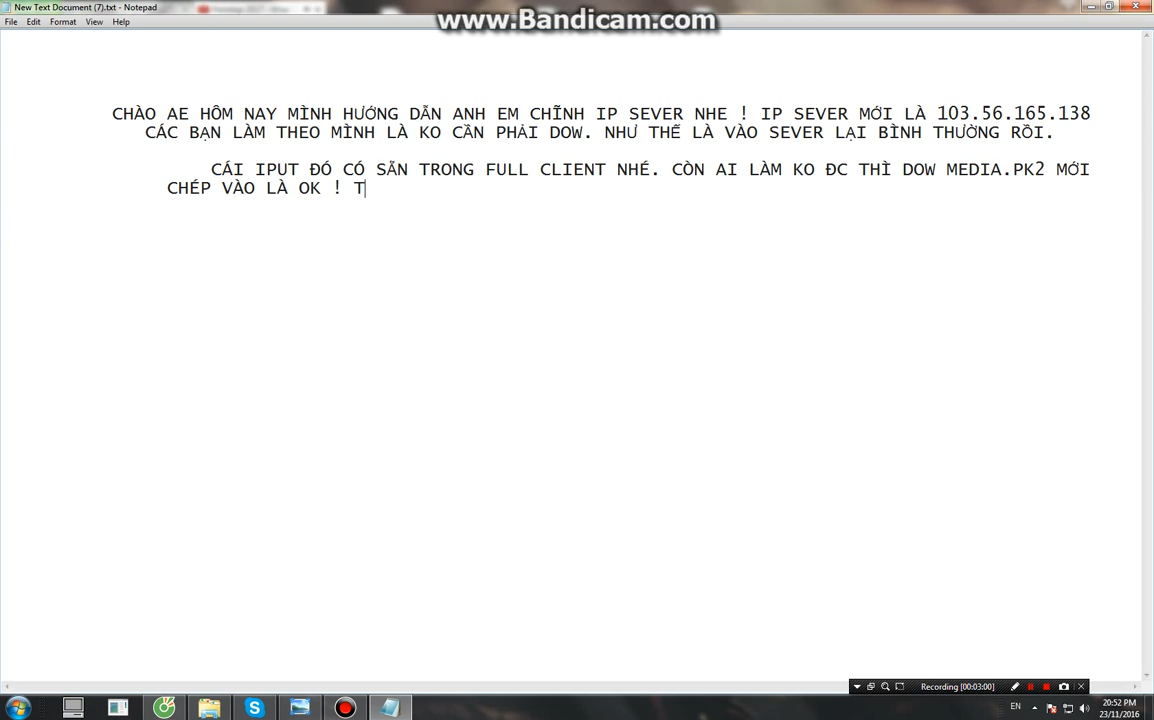 New Text Document (7).txt - Notepad
www.Bandicam.com
File Edit Format View Help
CHÀO AE HÔM NAY MÌNH HƯỚNG DẪN ANH EM CHĨNH IP SEVER NHE ! IP SEVER MỚI LÀ 103.56.165.138
CÁC BẠN LÀM THEO MÌNH LÀ KO CẦN PHẢI DOW. NHƯ THẾ LÀ VÀO SEVER LẠI BÌNH THƯỜNG RỒI.
CÁI IPUT ĐÓ CÓ SẴN TRONG FULL CLIENT NHÉ. CÒN AI LÀM KO ĐC THÌ DOW MEDIA.PK2 MỚI
CHÉP VÀO LÀ OK ! T
Recording [00:03:00]
EN
20:52 PM
23/11/2016